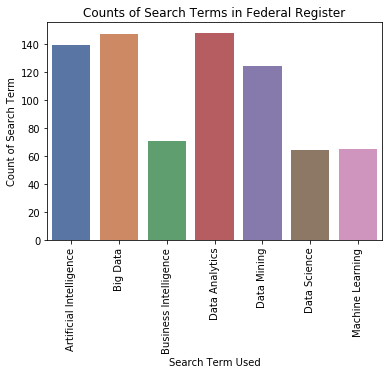 Counts of Search Terms in Federal Register
Count of Search Term
140
120
100
80
60
40
20
0
Artificial Intelligence
Big Data
Business Intelligence
Data Analytics
Data Mining
Data Science
Machine Learning
Search Term Used